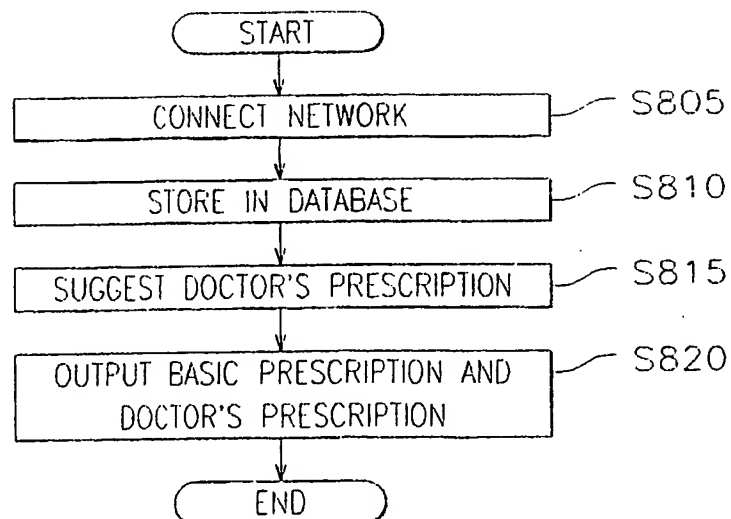 START
CONNECT NETWORK
S805
STORE IN DATABASE
S810
SUGGEST DOCTOR'S PRESCRIPTION
S815
OUTPUT BASIC PRESCRIPTION AND
DOCTOR'S PRESCRIPTION
S820
END